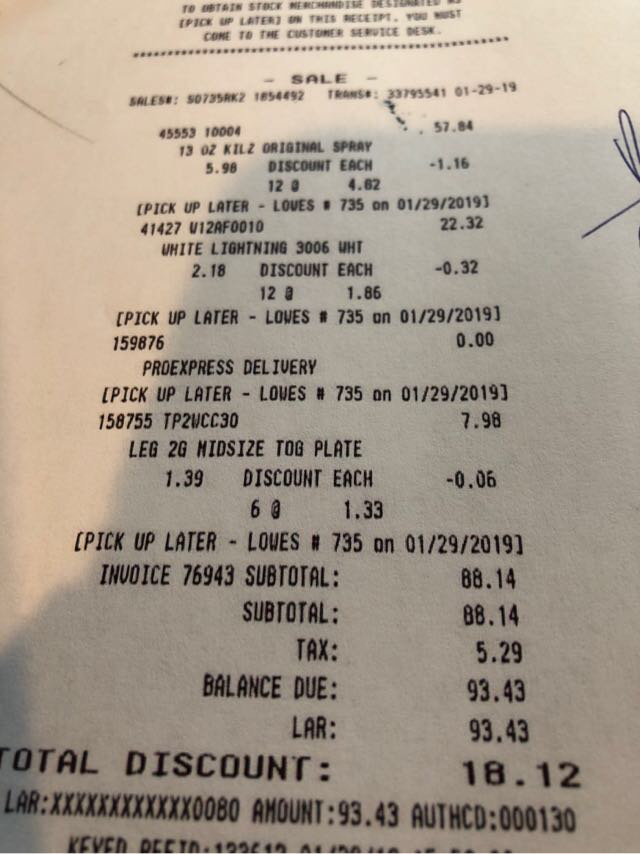 TO OBTAIN STOCK MERCHANDISE DESIGNATED AS
[PICK UP LATER] ON THIS RECEIPT, YOU MUST
COME TO THE CUSTOMER SERVICE DESK.
- SALE -
SALES#: S0735RK2 1854492 TRANS#: 33795541 01-29-19
45553 10004 57.84
13 OZ KILZ ORIGINAL SPRAY
5.98 DISCOUNT EACH -1.16
12 @ 4.82
[PICK UP LATER - LOWES # 735 on 01/29/2019]
41427 W12AF0010 22.32
WHITE LIGHTNING 3006 WHT
2.18 DISCOUNT EACH -0.32
12 @ 1.86
[PICK UP LATER - LOWES # 735 on 01/29/2019]
159876 0.00
PROEXPRESS DELIVERY
[PICK UP LATER - LOWES # 735 on 01/29/2019]
158755 TP2WCC30 7.98
LEG 2G MIDSIZE TOG PLATE
1.39 DISCOUNT EACH -0.06
6 @ 1.33
[PICK UP LATER - LOWES # 735 on 01/29/2019]
INVOICE 76943 SUBTOTAL: 88.14
SUBTOTAL: 88.14
TAX: 5.29
BALANCE DUE: 93.43
LAR: 93.43
TOTAL DISCOUNT: 18.12
LAR:XXXXXXXXXXXX0080 AMOUNT:93.43 AUTHCD:000130